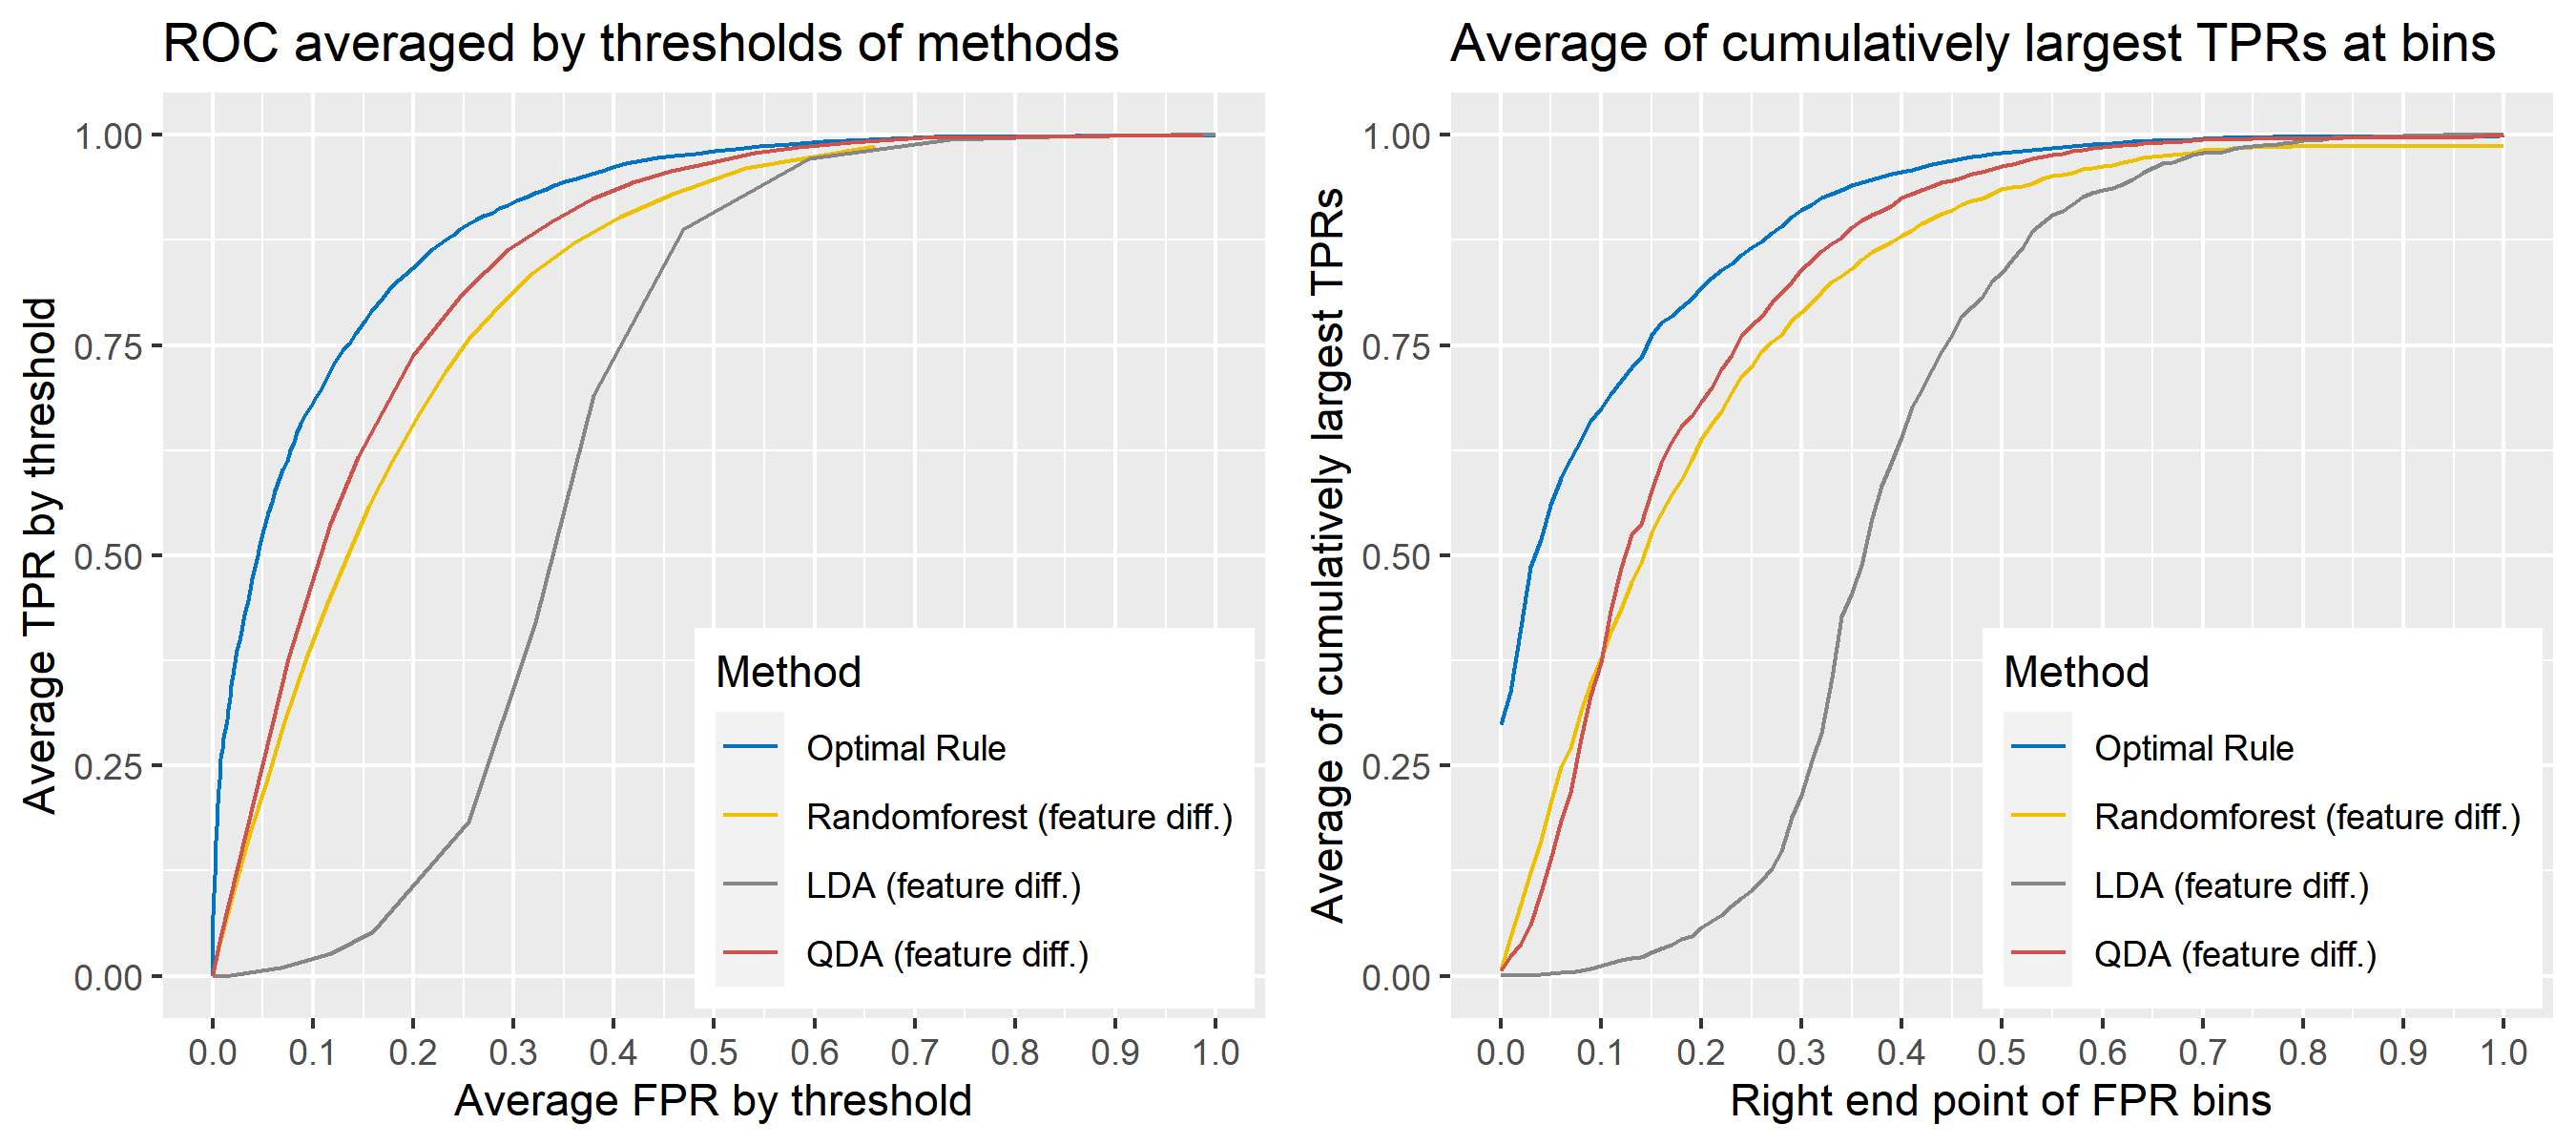 ROC averaged by thresholds of methods
Average TPR by threshold
1.00
0.75
0.50
0.25
0.00
Method
Optimal Rule
Randomforest (feature diff.)
LDA (feature diff.)
QDA (feature diff.)
0.0 0.1 0.2 0.3 0.4 0.5 0.6 0.7 0.8 0.9 1.0
Average FPR by threshold
Average of cumulatively largest TPRs at bins
Average of cumulatively largest TPRs
1.00
0.75
0.50
0.25
0.00
Method
Optimal Rule
Randomforest (feature diff.)
LDA (feature diff.)
QDA (feature diff.)
0.0 0.1 0.2 0.3 0.4 0.5 0.6 0.7 0.8 0.9 1.0
Right end point of FPR bins